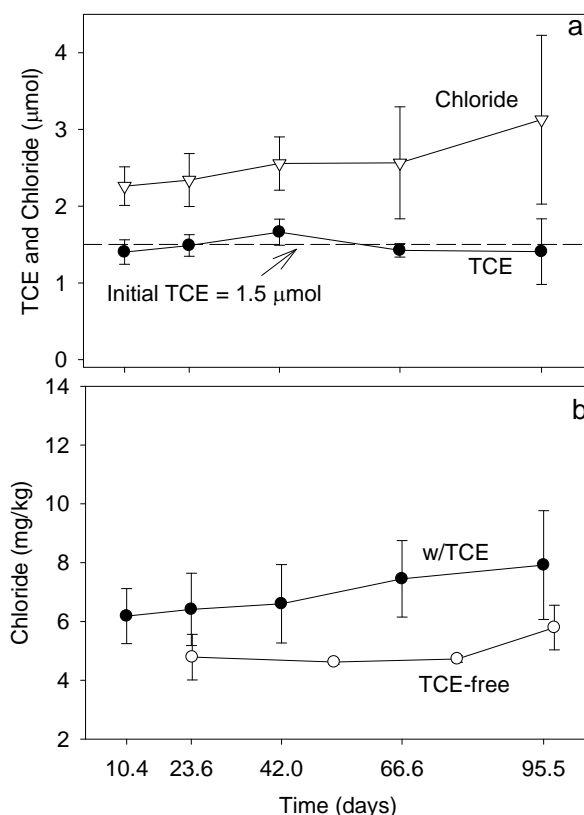 a
4
3
2
1
0
TCE and Chloride (μmol)
Chloride
TCE
Initial TCE = 1.5 μmol
b
14
12
10
8
6
4
2
Chloride (mg/kg)
w/TCE
TCE-free
10.4 23.6 42.0 66.6 95.5
Time (days)